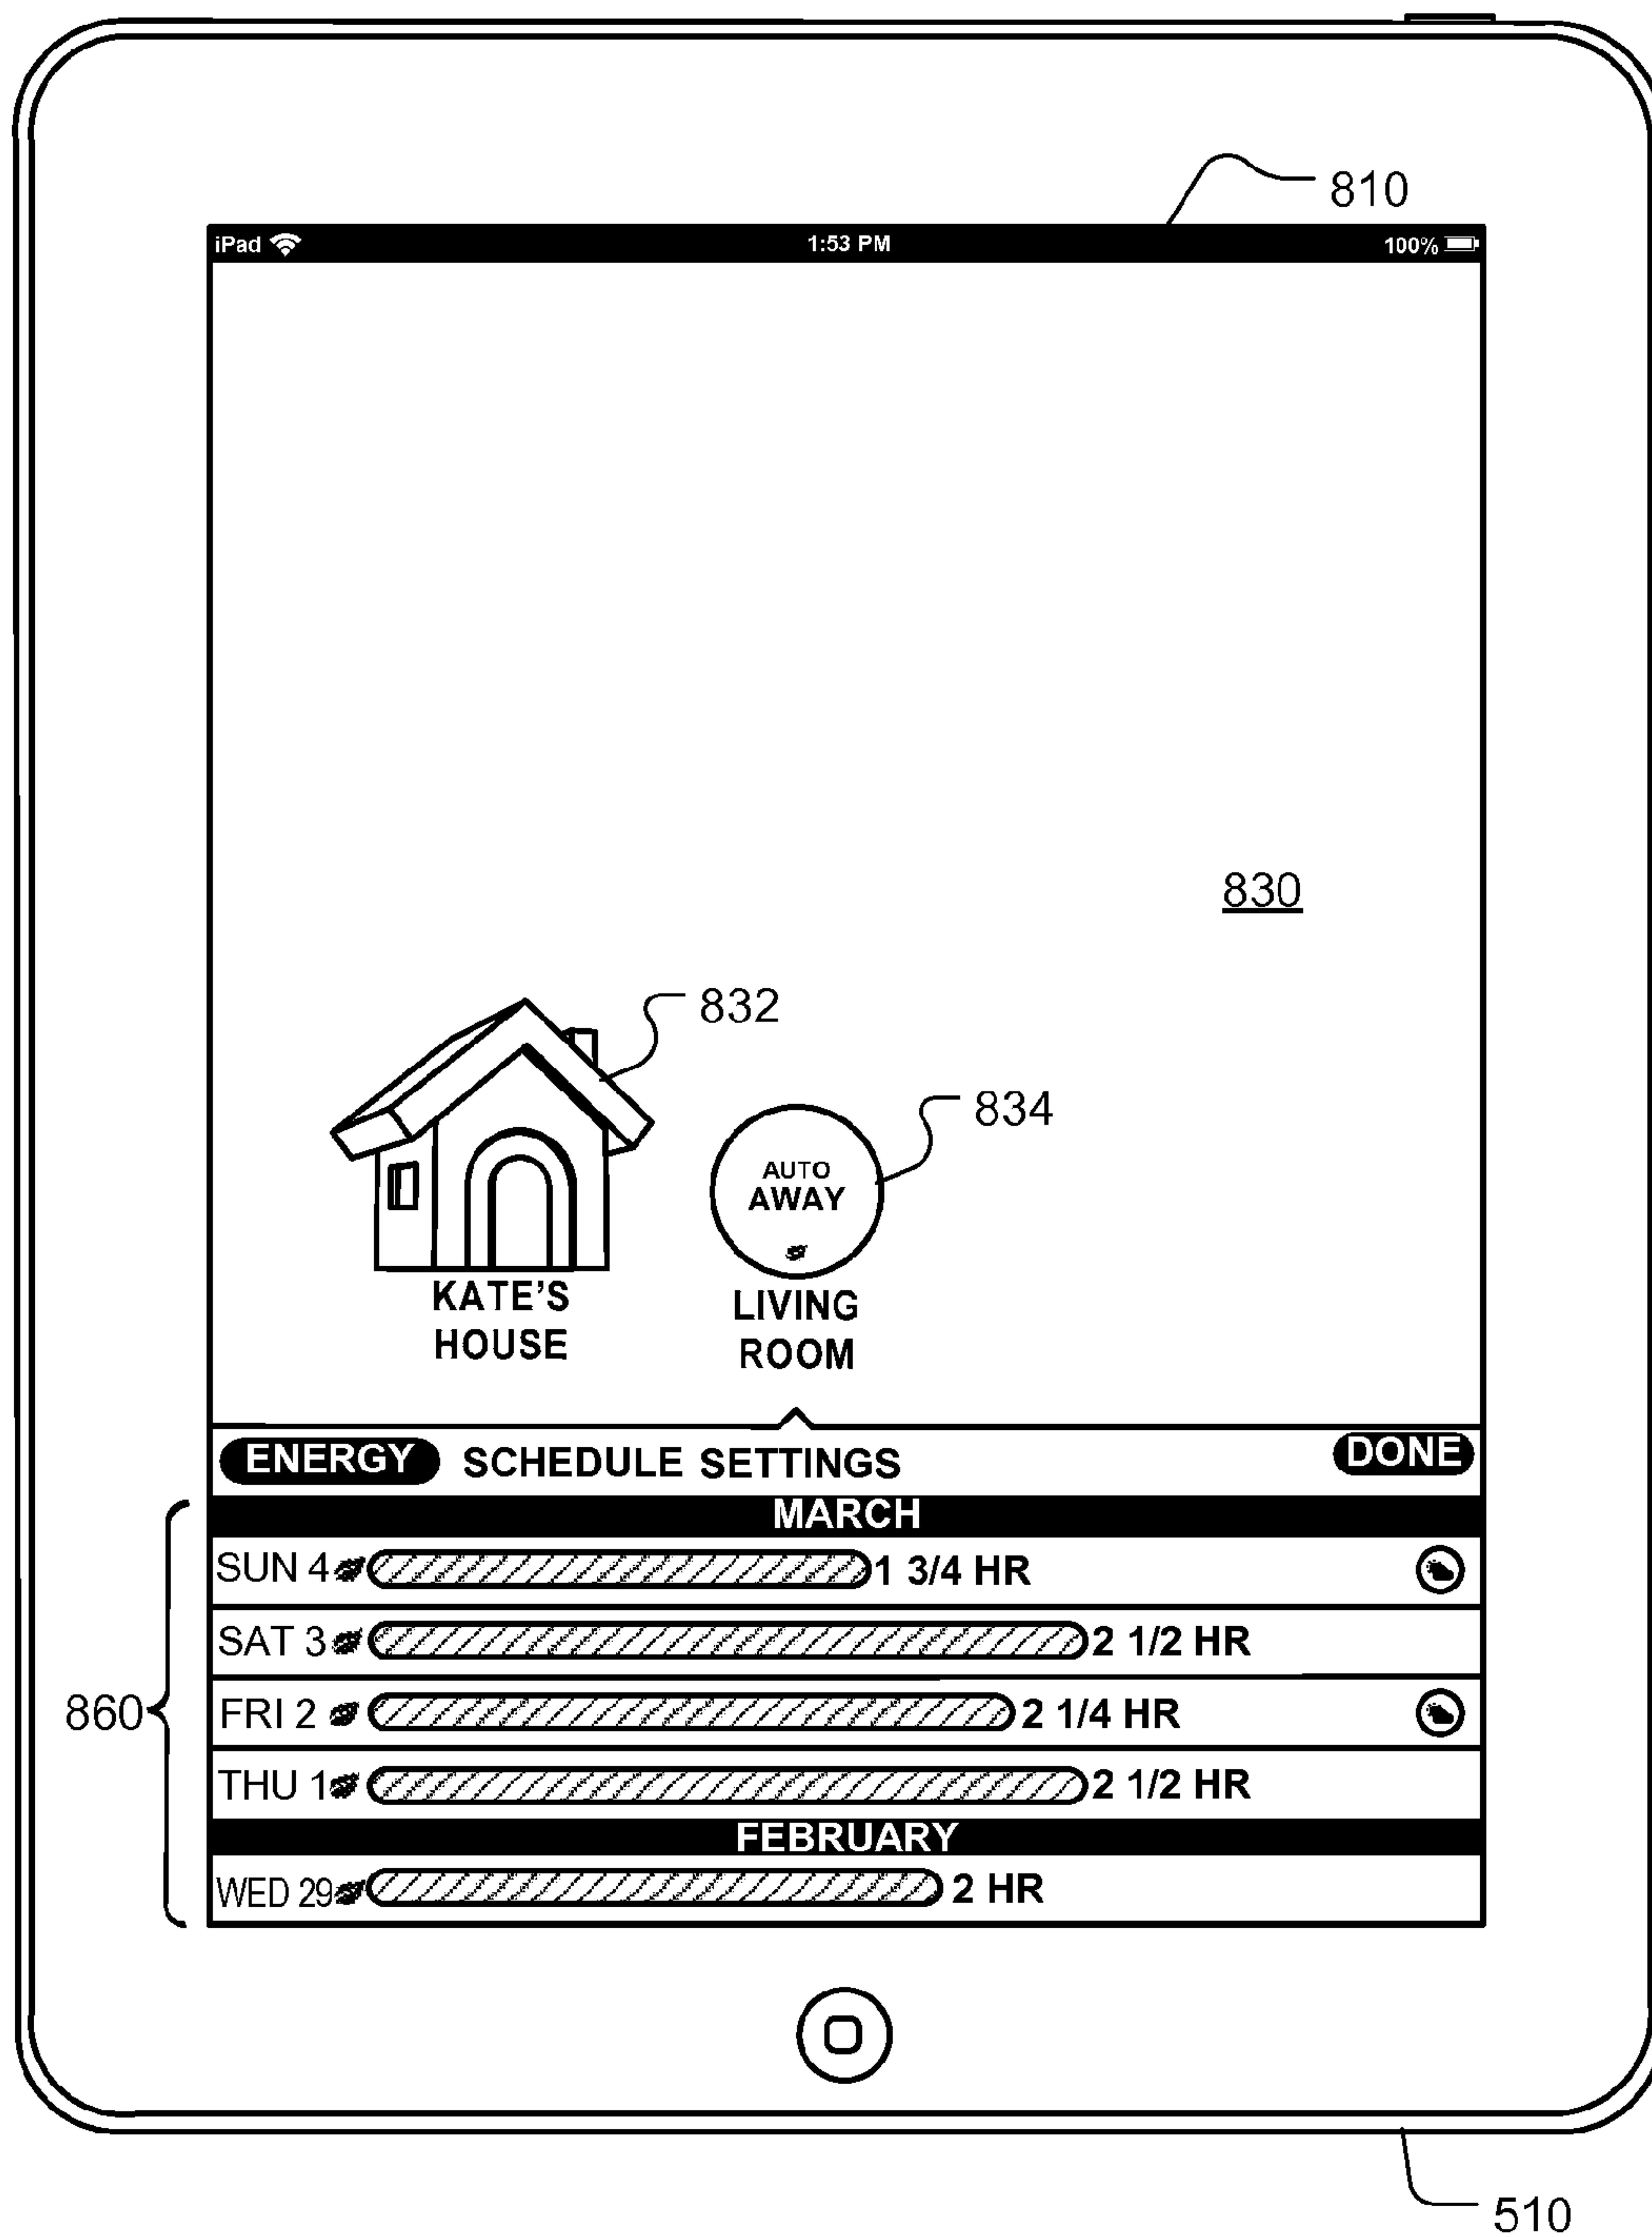 810
iPad 1:53 PM 100%
830
832
834
AUTO
AWAY
KATE'S
HOUSE
LIVING
ROOM
ENERGY SCHEDULE SETTINGS DONE
MARCH
SUN 4 1 3/4 HR
SAT 3 2 1/2 HR
860
FRI 2 2 1/4 HR
THU 1 2 1/2 HR
FEBRUARY
WED 29 2 HR
510